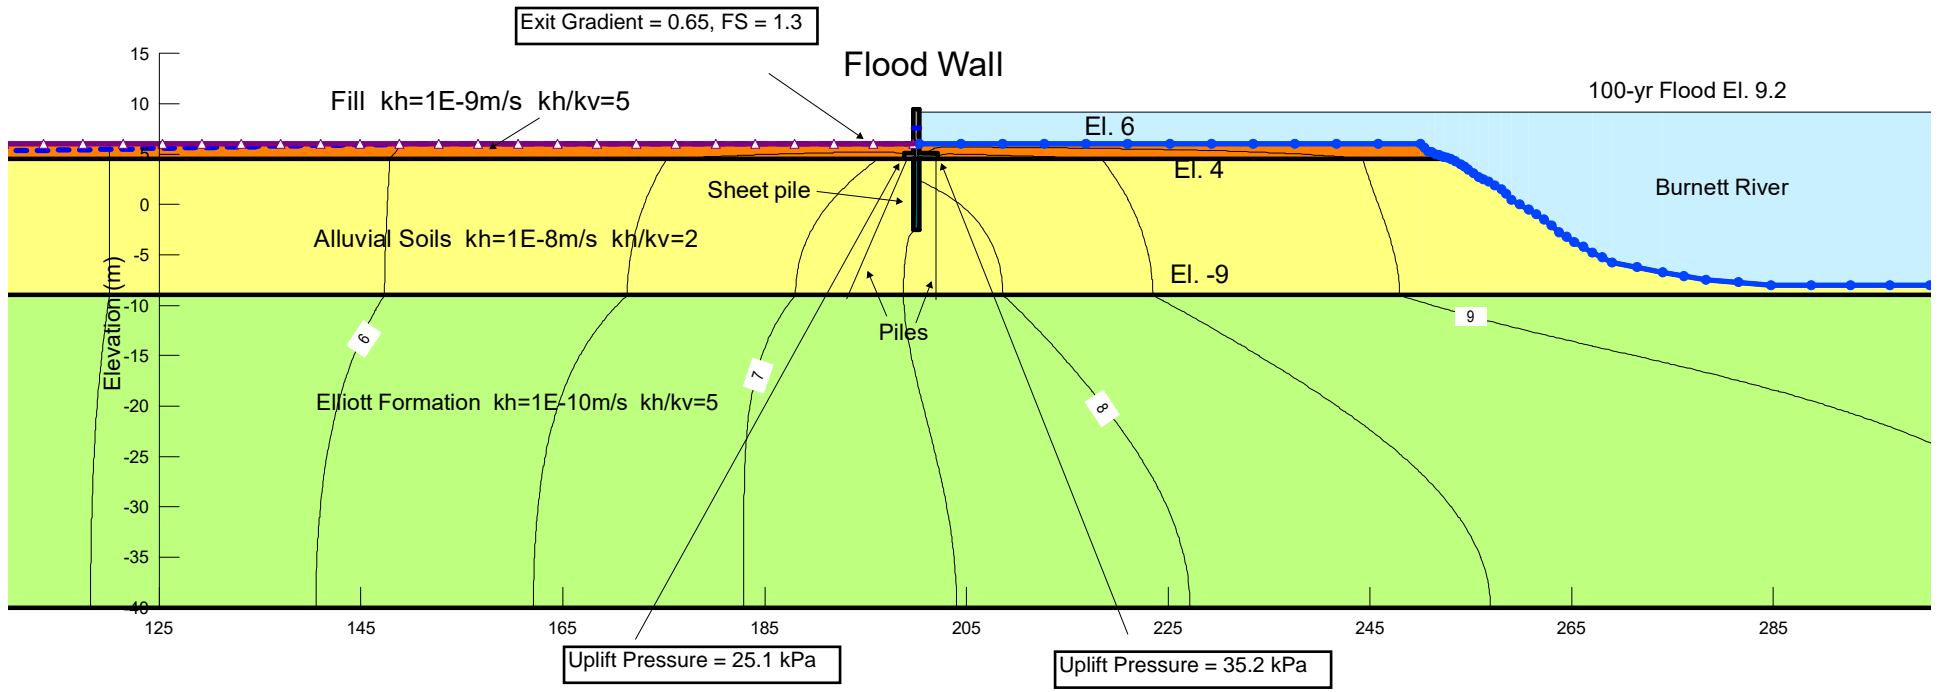 Exit Gradient = 0.65, FS = 1.3
Flood Wall
15
10
5
0
-5
-10
-15
-20
-25
-30
-35
-40
Elevation (m)
Fill kh=1E-9m/s kh/kv=5
100-yr Flood El. 9.2
El. 6
El. 4
Sheet pile
Burnett River
Alluvial Soils kh=1E-8m/s kh/kv=2
El. -9
Piles
6
7
8
9
Elliott Formation kh=1E-10m/s kh/kv=5
125 145 165 185 205 225 245 265 285
Uplift Pressure = 25.1 kPa
Uplift Pressure = 35.2 kPa